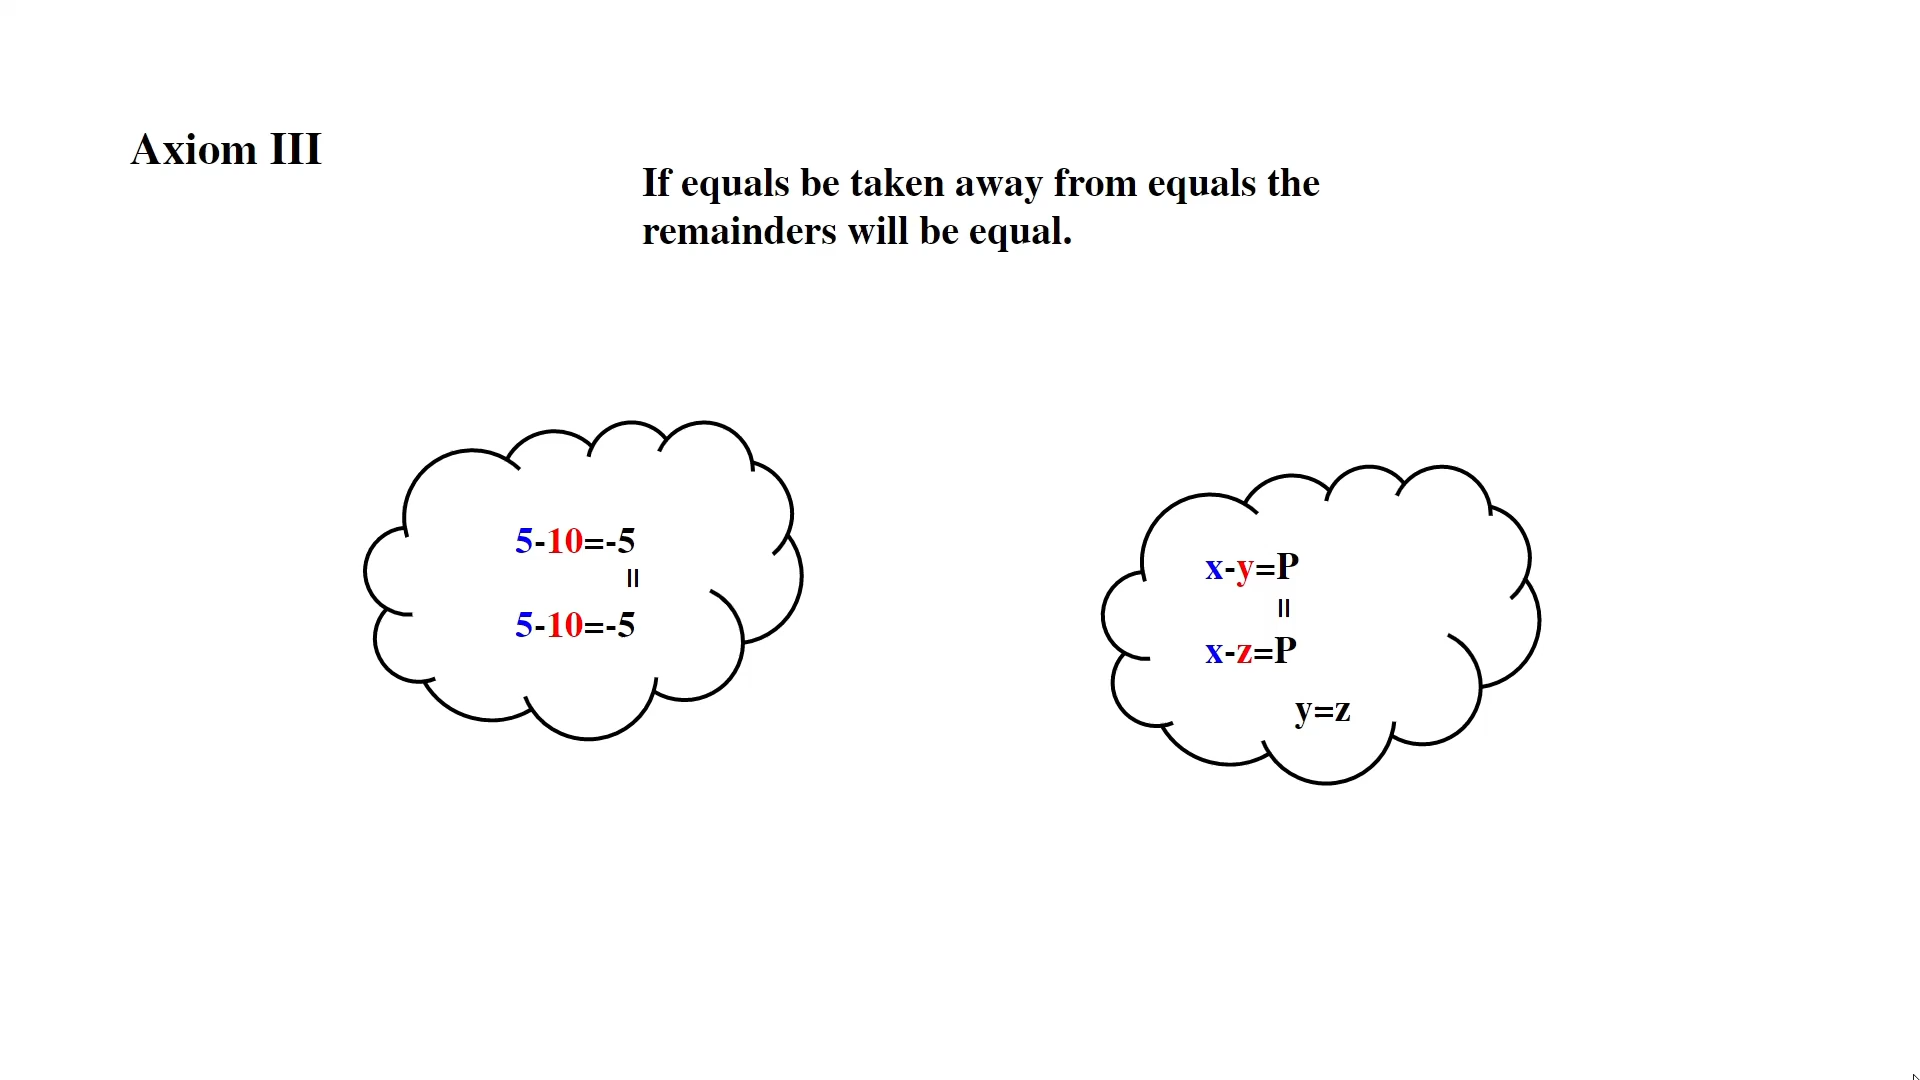 Axiom III
If equals be taken away from equals the
remainders will be equal.
5-10=-5
=
5-10=-5
x-y=P
=
x-z=P
y=z